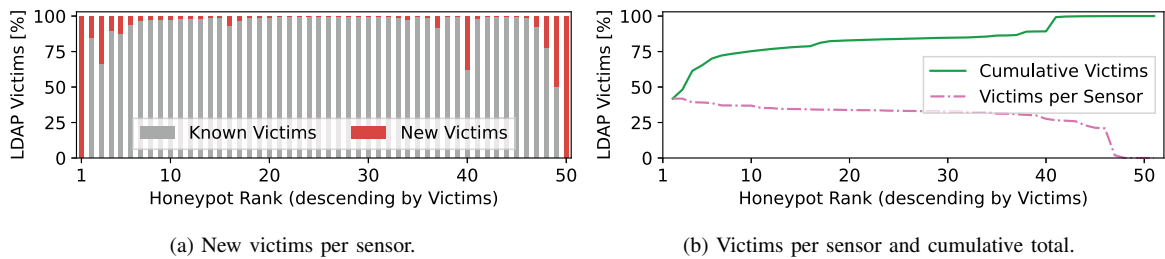 LDAP Victims [%]
100
75
50
25
0
Known Victims
New Victims
1
10
20
30
40
50
Honeypot Rank (descending by Victims)
(a) New victims per sensor.
LDAP Victims [%]
100
75
50
25
0
Cumulative Victims
Victims per Sensor
1
10
20
30
40
50
Honeypot Rank (descending by Victims)
(b) Victims per sensor and cumulative total.